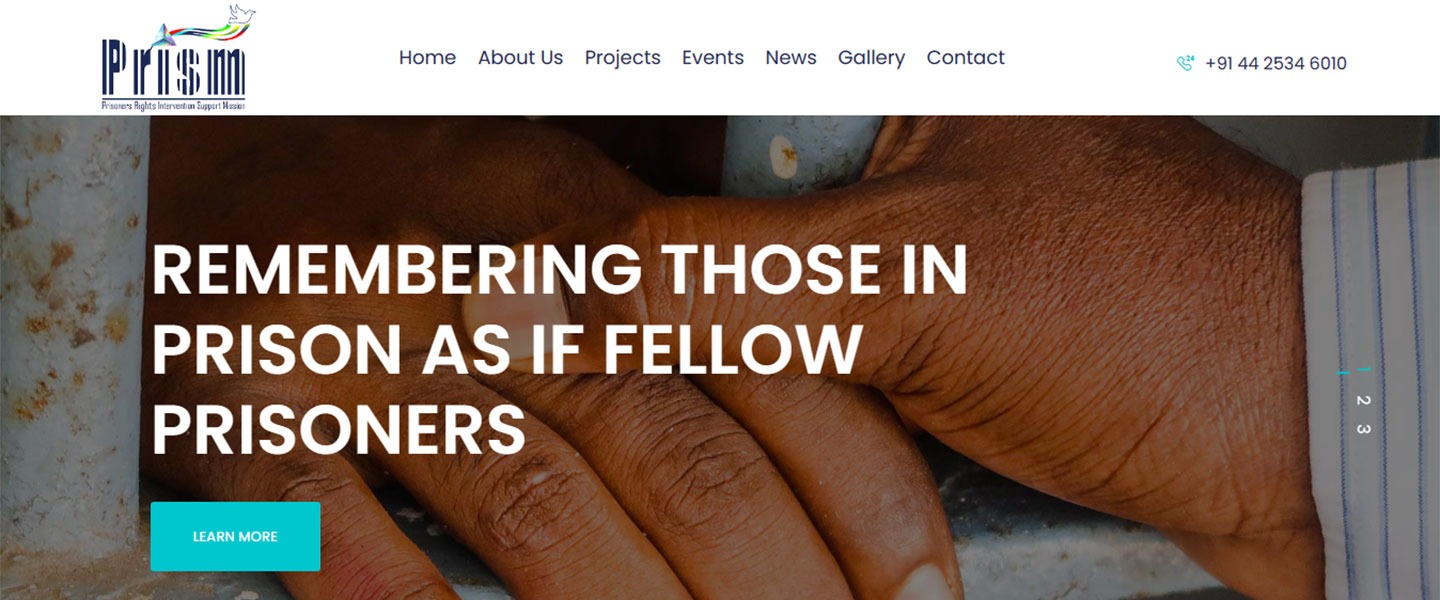 Prism
Prisoners Rights Intervention Support Mission
Home About Us Projects Events News Gallery Contact
24
+91 44 2534 6010
REMEMBERING THOSE IN
PRISON AS IF FELLOW
PRISONERS
LEARN MORE
1
2
3